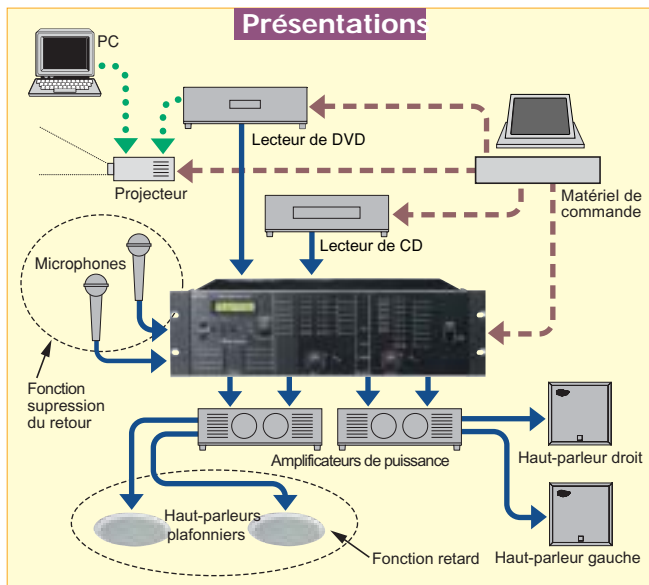 Présentations
PC
Lecteur de DVD
Projecteur
Matériel de
commande
Lecteur de CD
Microphones
Fonction
supression
du retour
Amplificateurs de puissance
Haut-parleur droit
Haut-parleurs
plafonniers
Fonction retard
Haut-parleur gauche